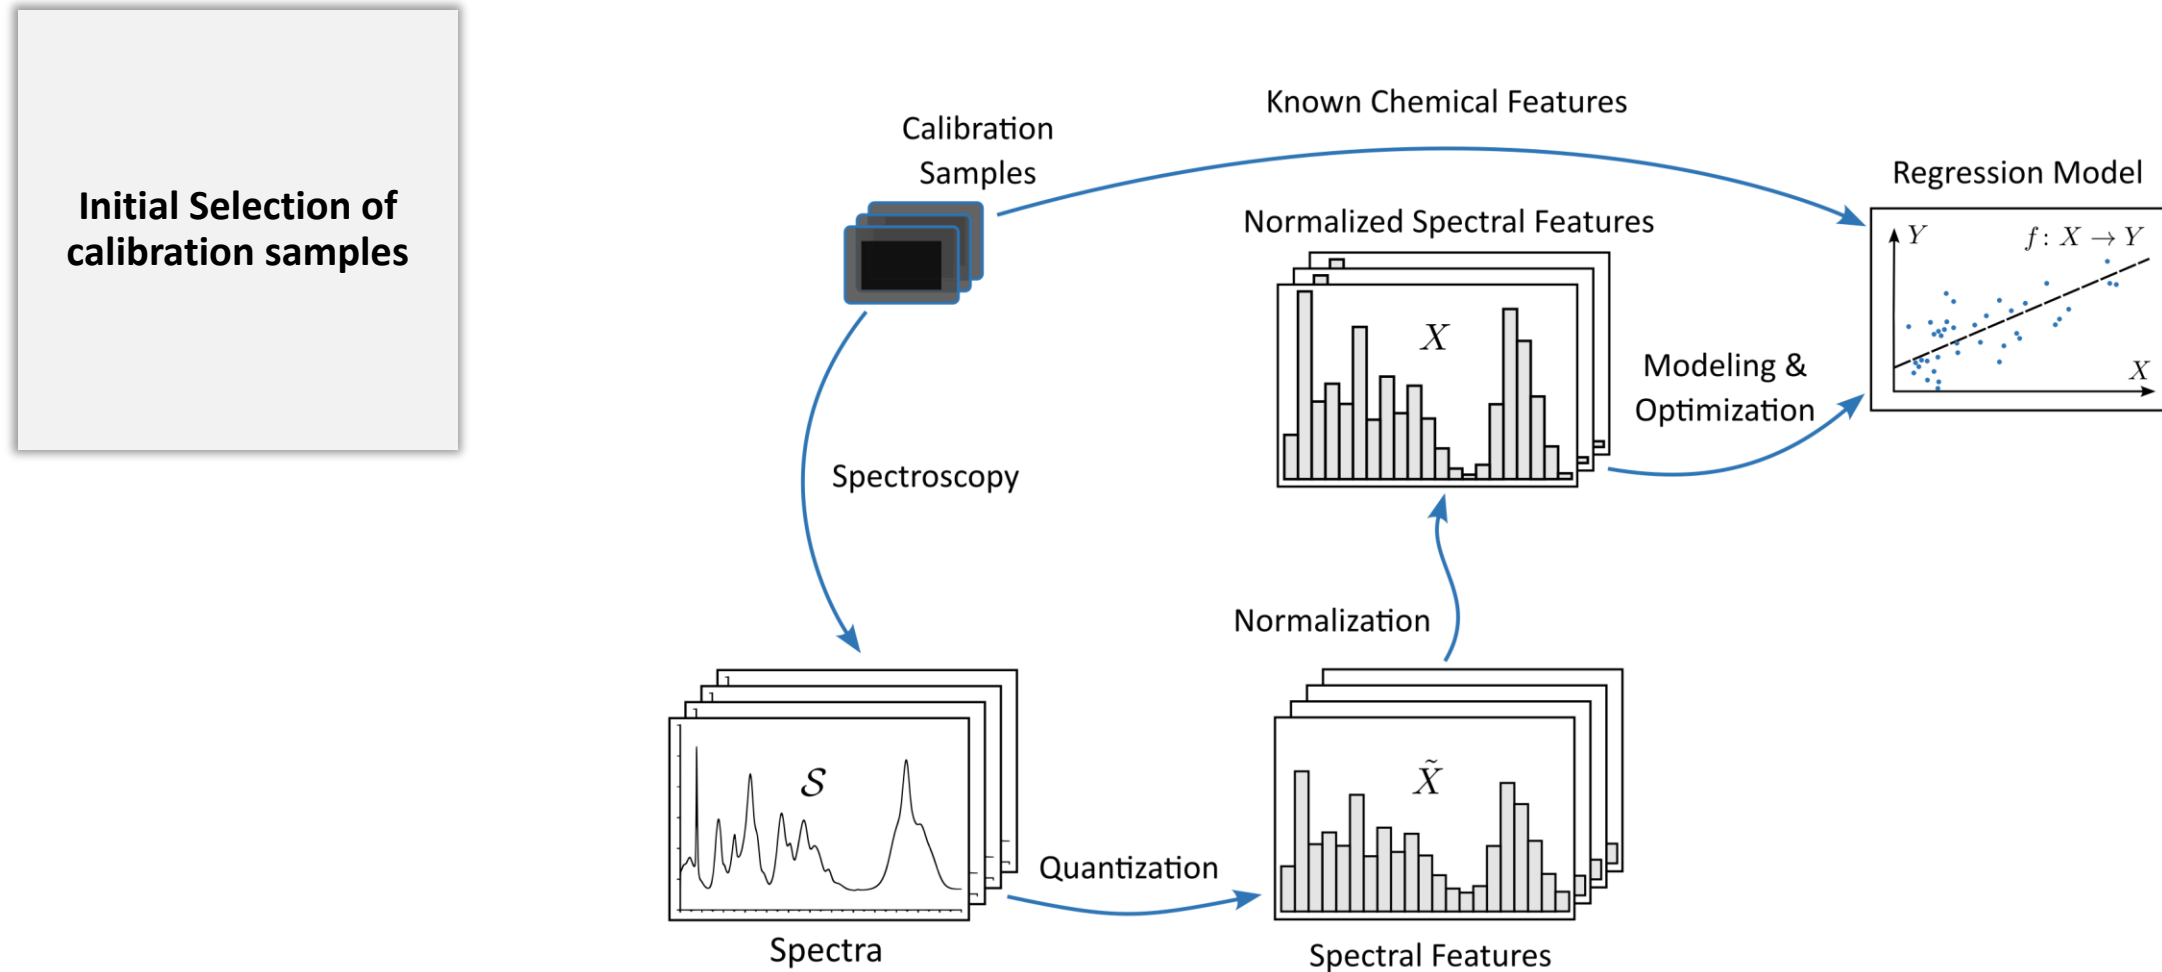 Initial Selection of
calibration samples
Known Chemical Features
Calibration
Samples
Regression Model
Normalized Spectral Features
Y
f: X → Y
X
X
Modeling &
Optimization
Spectroscopy
Normalization
S
X̃
Quantization
Spectra
Spectral Features